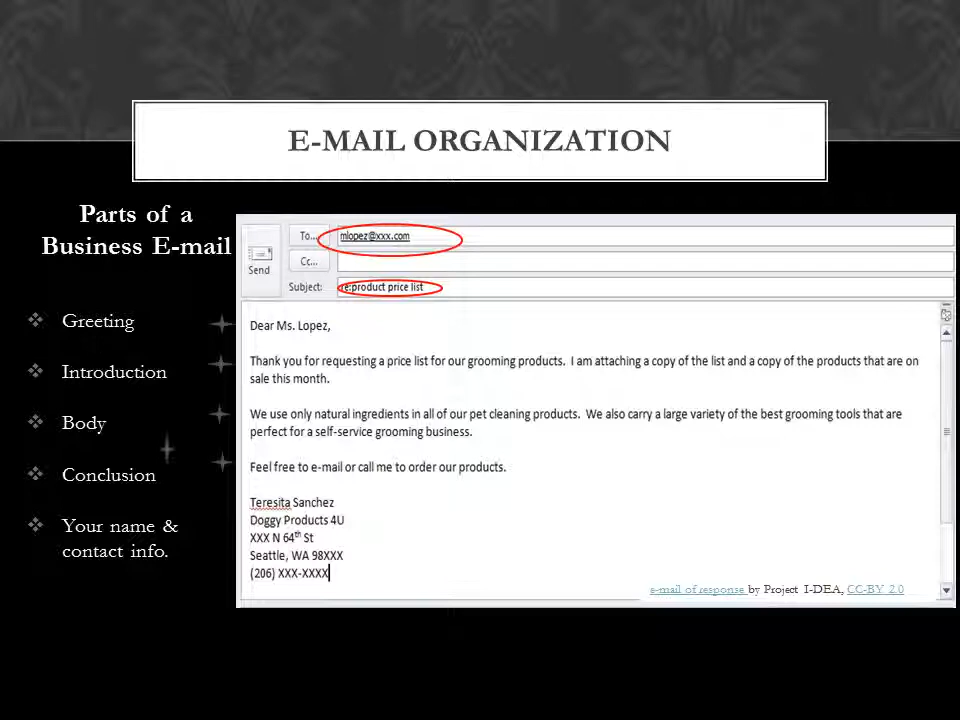 E-MAIL ORGANIZATION
Parts of a
Business E-mail
Greeting
Introduction
Body
Conclusion
Your name &
contact info.
Send
To...
mlopez@xxx.com
Cc...
Subject:
re:product price list
Dear Ms. Lopez,
Thank you for requesting a price list for our grooming products. I am attaching a copy of the list and a copy of the products that are on
sale this month.
We use only natural ingredients in all of our pet cleaning products. We also carry a large variety of the best grooming tools that are
perfect for a self-service grooming business.
Feel free to e-mail or call me to order our products.
Teresita Sanchez
Doggy Products 4U
XXX N 64th St
Seattle, WA 98XXX
(206) XXX-XXXX
e-mail of response by Project I-DEA, CC-BY 2.0